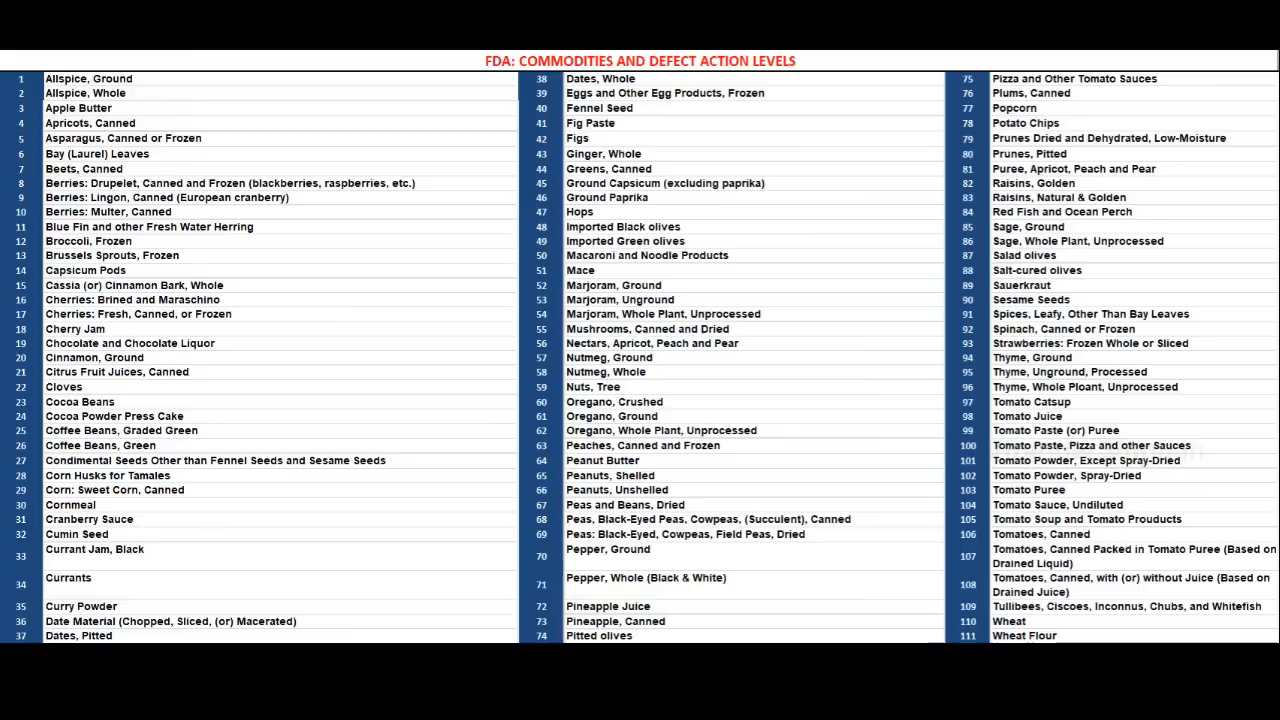 FDA: COMMODITIES AND DEFECT ACTION LEVELS
1 Allspice, Ground
2 Allspice, Whole
3 Apple Butter
4 Apricots, Canned
5 Asparagus, Canned or Frozen
6 Bay (Laurel) Leaves
7 Beets, Canned
8 Berries: Drupelet, Canned and Frozen (blackberries, raspberries, etc.)
9 Berries: Lingon, Canned (European cranberry)
10 Berries: Multer, Canned
11 Blue Fin and other Fresh Water Herring
12 Broccoli, Frozen
13 Brussels Sprouts, Frozen
14 Capsicum Pods
15 Cassia (or) Cinnamon Bark, Whole
16 Cherries: Brined and Maraschino
17 Cherries: Fresh, Canned, or Frozen
18 Cherry Jam
19 Chocolate and Chocolate Liquor
20 Cinnamon, Ground
21 Citrus Fruit Juices, Canned
22 Cloves
23 Cocoa Beans
24 Cocoa Powder Press Cake
25 Coffee Beans, Graded Green
26 Coffee Beans, Green
27 Condimental Seeds Other than Fennel Seeds and Sesame Seeds
28 Corn Husks for Tamales
29 Corn: Sweet Corn, Canned
30 Cornmeal
31 Cranberry Sauce
32 Cumin Seed
33 Currant Jam, Black
34 Currants
35 Curry Powder
36 Date Material (Chopped, Sliced, (or) Macerated)
37 Dates, Pitted
38 Dates, Whole
39 Eggs and Other Egg Products, Frozen
40 Fennel Seed
41 Fig Paste
42 Figs
43 Ginger, Whole
44 Greens, Canned
45 Ground Capsicum (excluding paprika)
46 Ground Paprika
47 Hops
48 Imported Black olives
49 Imported Green olives
50 Macaroni and Noodle Products
51 Mace
52 Marjoram, Ground
53 Marjoram, Unground
54 Marjoram, Whole Plant, Unprocessed
55 Mushrooms, Canned and Dried
56 Nectars, Apricot, Peach and Pear
57 Nutmeg, Ground
58 Nutmeg, Whole
59 Nuts, Tree
60 Oregano, Crushed
61 Oregano, Ground
62 Oregano, Whole Plant, Unprocessed
63 Peaches, Canned and Frozen
64 Peanut Butter
65 Peanuts, Shelled
66 Peanuts, Unshelled
67 Peas and Beans, Dried
68 Peas, Black-Eyed Peas, Cowpeas, (Succulent), Canned
69 Peas: Black-Eyed, Cowpeas, Field Peas, Dried
70 Pepper, Ground
71 Pepper, Whole (Black & White)
72 Pineapple Juice
73 Pineapple, Canned
74 Pitted olives
75 Pizza and Other Tomato Sauces
76 Plums, Canned
77 Popcorn
78 Potato Chips
79 Prunes Dried and Dehydrated, Low-Moisture
80 Prunes, Pitted
81 Puree, Apricot, Peach and Pear
82 Raisins, Golden
83 Raisins, Natural & Golden
84 Red Fish and Ocean Perch
85 Sage, Ground
86 Sage, Whole Plant, Unprocessed
87 Salad olives
88 Salt-cured olives
89 Sauerkraut
90 Sesame Seeds
91 Spices, Leafy, Other Than Bay Leaves
92 Spinach, Canned or Frozen
93 Strawberries: Frozen Whole or Sliced
94 Thyme, Ground
95 Thyme, Unground, Processed
96 Thyme, Whole Ploant, Unprocessed
97 Tomato Catsup
98 Tomato Juice
99 Tomato Paste (or) Puree
100 Tomato Paste, Pizza and other Sauces
101 Tomato Powder, Except Spray-Dried
102 Tomato Powder, Spray-Dried
103 Tomato Puree
104 Tomato Sauce, Undiluted
105 Tomato Soup and Tomato Prouducts
106 Tomatoes, Canned
107 Tomatoes, Canned Packed in Tomato Puree (Based on
Drained Liquid)
108 Tomatoes, Canned, with (or) without Juice (Based on
Drained Juice)
109 Tullibees, Ciscoes, Inconnus, Chubs, and Whitefish
110 Wheat
111 Wheat Flour